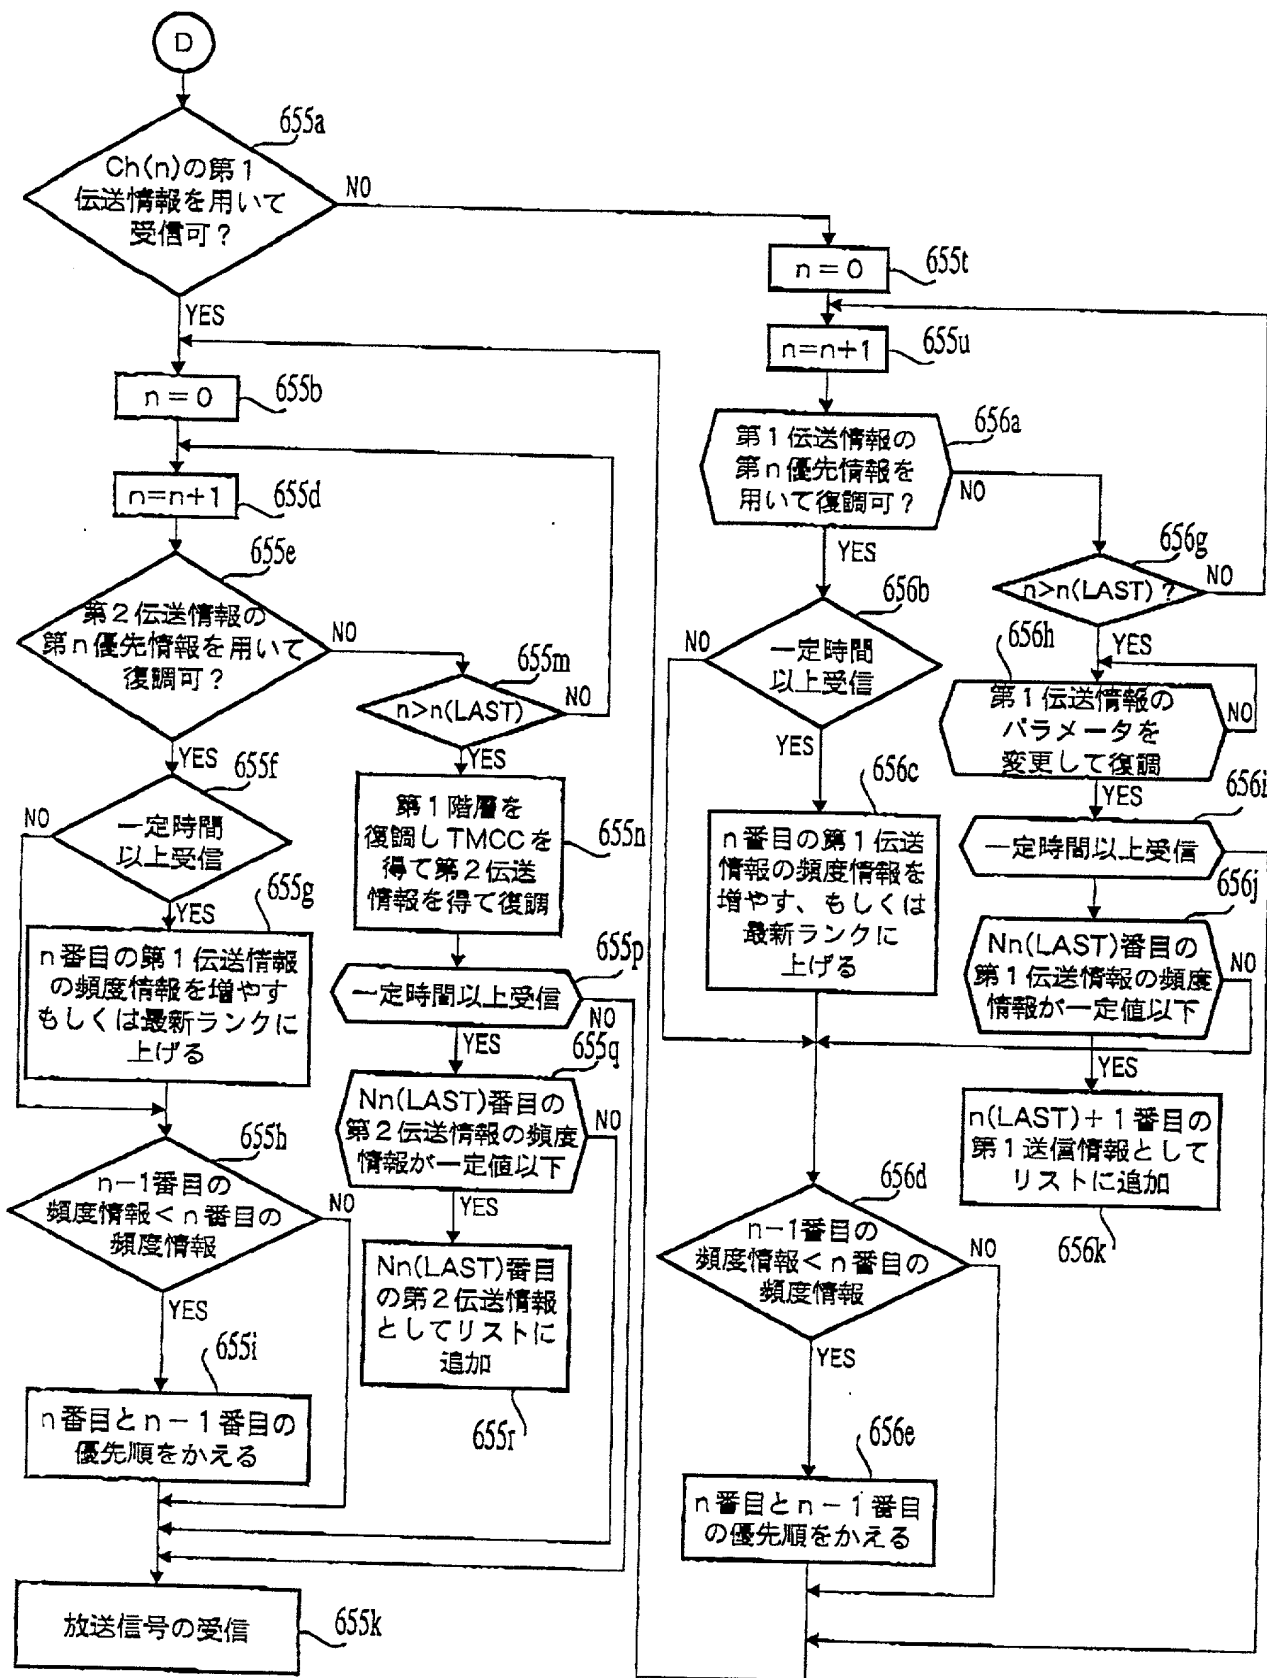 D
655a
Ch(n)の第1
伝送情報を用いて
受信可?
NO
YES
n=0
655b
n=n+1
655d
655e
第2伝送情報の
第n優先情報を用いて
復調可?
NO
YES
655m
n>n(LAST)
NO
YES
655f
一定時間
以上受信
NO
YES
655g
n番目の第1伝送情報
の頻度情報を増やす
もしくは最新ランクに
上げる
655h
n-1番目の
頻度情報<n番目の
頻度情報
NO
YES
655i
n番目とn-1番目の
優先順をかえる
放送信号の受信
655k
第1階層を
復調しTMCCを
得て第2伝送
情報を得て復調
655n
655p
一定時間以上受信
NO
YES
655q
Nn(LAST)番目の
第2伝送情報の頻度
情報が一定値以下
NO
YES
Nn(LAST)番目
の第2伝送情報
としてリストに
追加
655r
n=0
655t
n=n+1
655u
656a
第1伝送情報の
第n優先情報を
用いて復調可?
NO
YES
656b
一定時間
以上受信
NO
YES
656c
n番目の第1伝送
情報の頻度情報を
増やす、もしくは
最新ランクに
上げる
656d
n-1番目の
頻度情報<n番目の
頻度情報
NO
YES
656e
n番目とn-1番目
の優先順をかえる
656g
n>n(LAST)?
NO
YES
656h
第1伝送情報の
パラメータを
変更して復調
NO
YES
656i
一定時間以上受信
656j
Nn(LAST)番目の
第1伝送情報の頻度
情報が一定値以下
NO
YES
n(LAST)+1番目の
第1送信情報として
リストに追加
656k